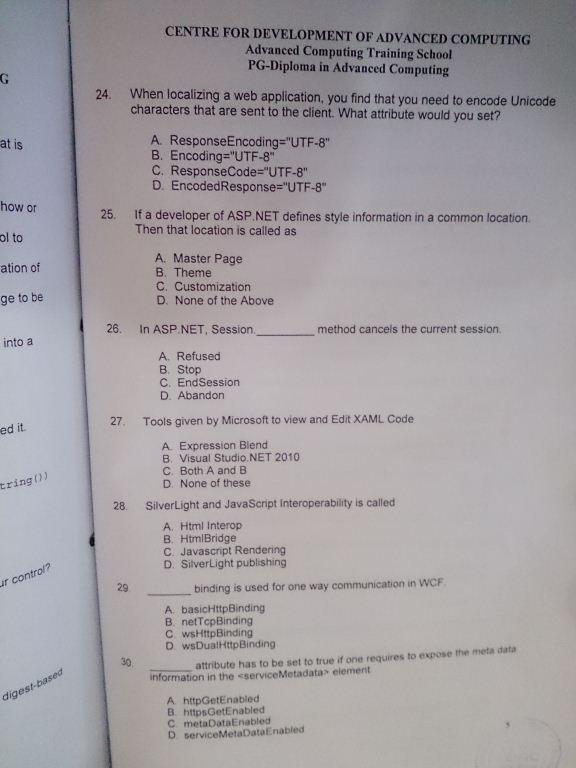 CENTRE FOR DEVELOPMENT OF ADVANCED COMPUTING
Advanced Computing Training School
PG-Diploma in Advanced Computing
24. When localizing a web application, you find that you need to encode Unicode
characters that are sent to the client. What attribute would you set?
A. ResponseEncoding="UTF-8"
B. Encoding="UTF-8"
C. ResponseCode="UTF-8"
D. EncodedResponse="UTF-8"
25. If a developer of ASP.NET defines style information in a common location.
Then that location is called as
A. Master Page
B. Theme
C. Customization
D. None of the Above
26. In ASP.NET, Session.________ method cancels the current session.
A. Refused
B. Stop
C. EndSession
D. Abandon
27. Tools given by Microsoft to view and Edit XAML Code
A. Expression Blend
B. Visual Studio.NET 2010
C. Both A and B
D. None of these
28. SilverLight and JavaScript Interoperability is called
A. Html Interop
B. HtmlBridge
C. Javascript Rendering
D. SilverLight publishing
29. ______ binding is used for one way communication in WCF.
A. basicHttpBinding
B. netTcpBinding
C. wsHttpBinding
D. wsDualHttpBinding
30. ______ attribute has to be set to true if one requires to expose the meta data
information in the <serviceMetadata> element
A. httpGetEnabled
B. httpsGetEnabled
C. metaDataEnabled
D. serviceMetaDataEnabled
G
at is
how or
ol to
ation of
ge to be
into a
ed it.
tring())
ur control?
digest-based